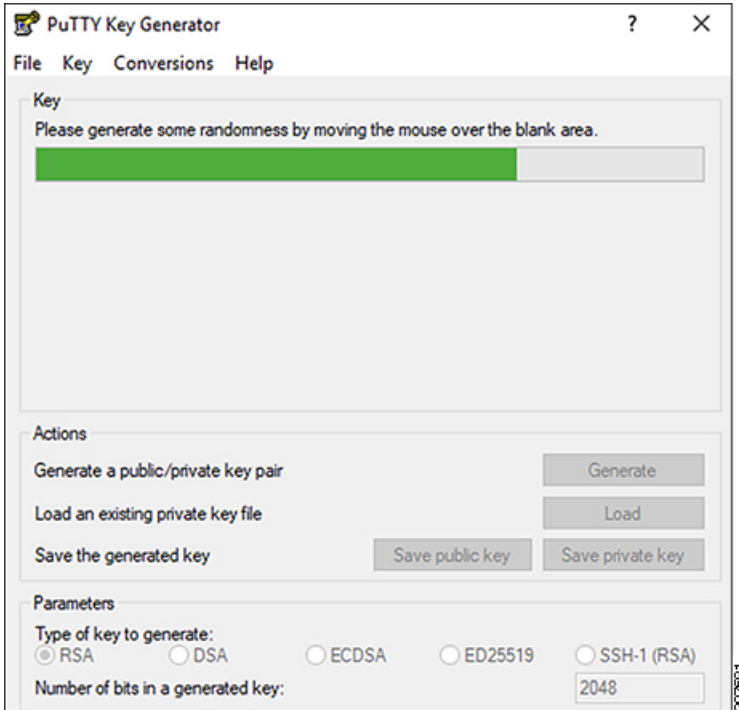 PuTTY Key Generator
File Key Conversions Help
Key
Please generate some randomness by moving the mouse over the blank area.
Actions
Generate a public/private key pair Generate
Load an existing private key file Load
Save the generated key Save public key Save private key
Parameters
Type of key to generate:
RSA DSA ECDSA ED25519 SSH-1 (RSA)
Number of bits in a generated key: 2048